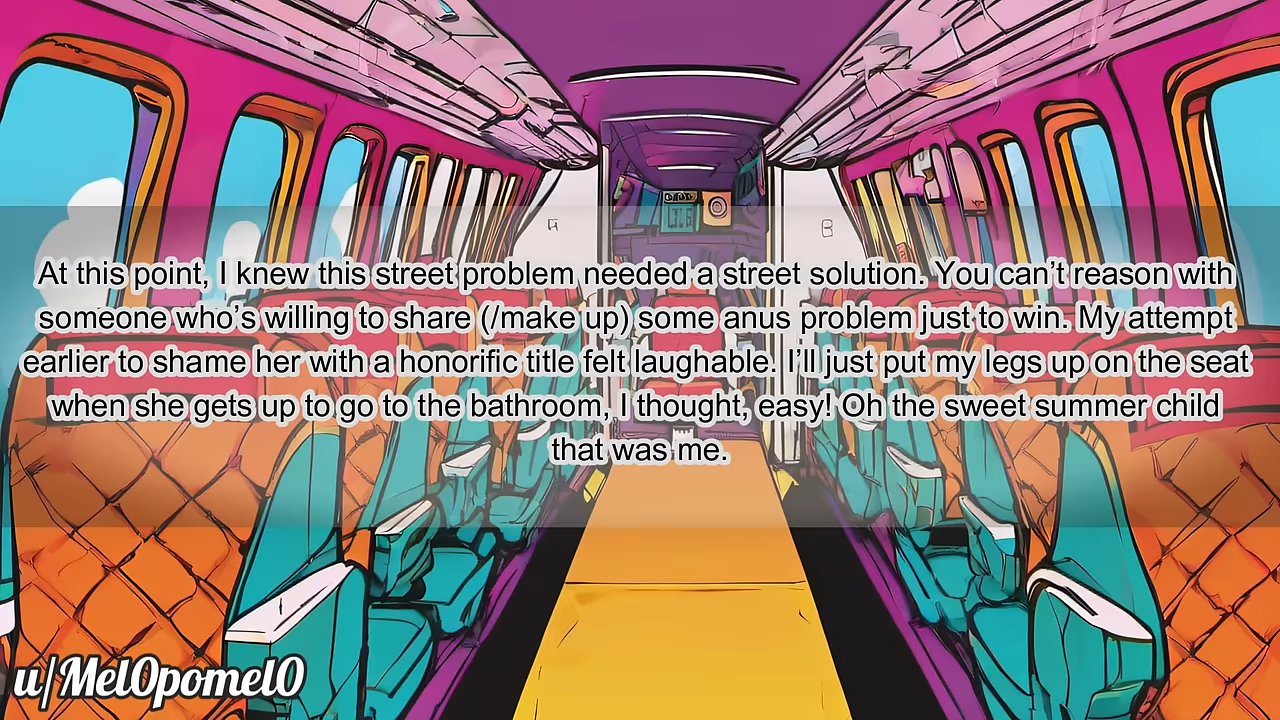 At this point, I knew this street problem needed a street solution. You can’t reason with
someone who’s willing to share (/make up) some anus problem just to win. My attempt
earlier to shame her with a honorific title felt laughable. I’ll just put my legs up on the seat
when she gets up to go to the bathroom, I thought, easy! Oh the sweet summer child
that was me.
u/Mel0pomel0